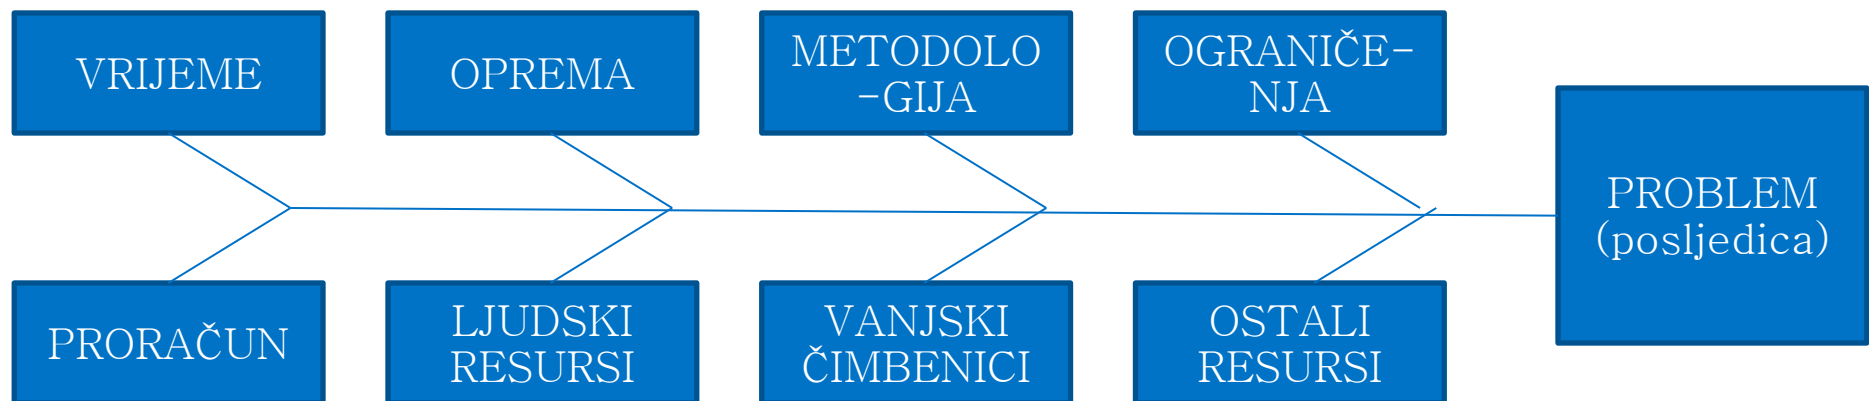 VRIJEME
OPREMA
METODOLO
-GIJA
OGRANIČE-
NJA
PROBLEM
(posljedica)
PRORAČUN
LJUDSKI
RESURSI
VANJSKI
ČIMBENICI
OSTALI
RESURSI